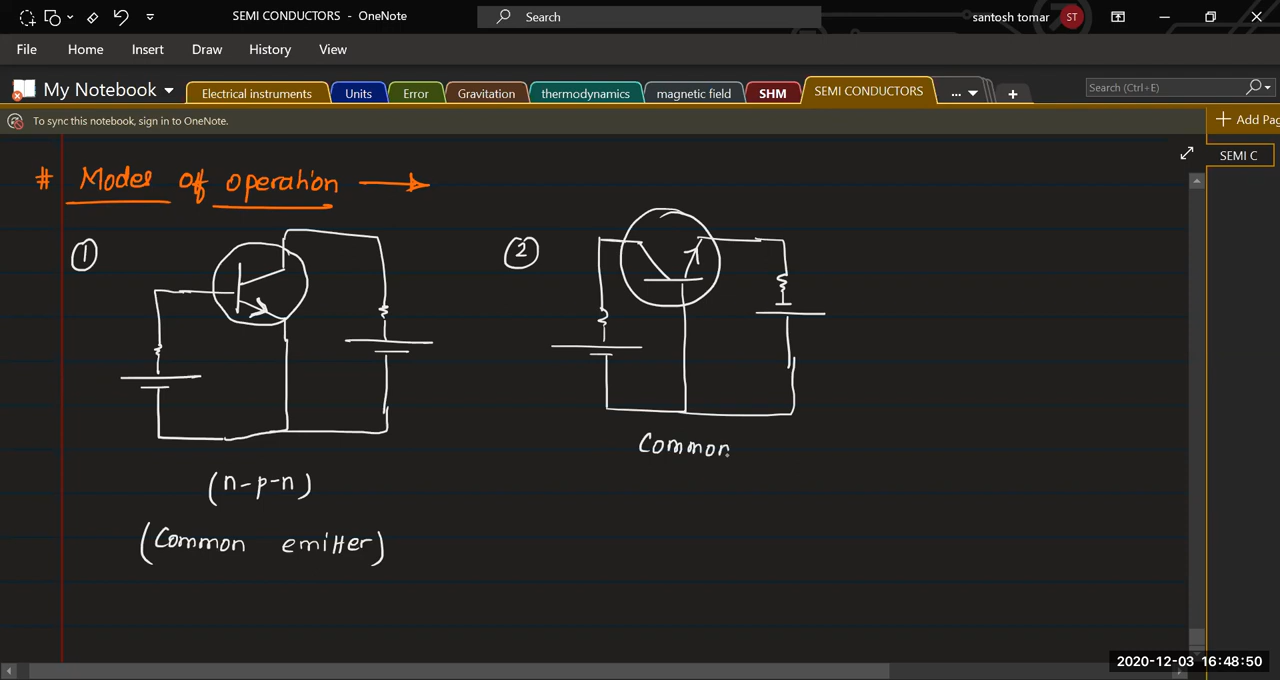 SEMI CONDUCTORS - OneNote
Search
santosh tomar ST
File Home Insert Draw History View
My Notebook Electrical instruments Units Error Gravitation thermodynamics magnetic field SHM SEMI CONDUCTORS ... + Search (Ctrl+E)
To sync this notebook, sign in to OneNote.
+ Add Pag
SEMI C
# Modes of operation →
1
2
Common
(n-p-n)
(Common emitter)
2020-12-03 16:48:50